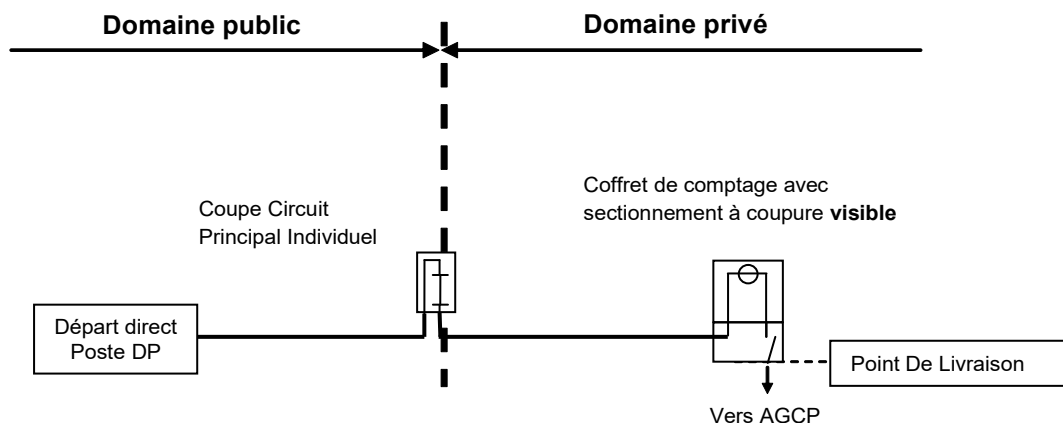 Domaine public
Domaine privé
Coupe Circuit
Principal Individuel
Coffret de comptage avec
sectionnement à coupure visible
Départ direct
Poste DP
Point De Livraison
Vers AGCP